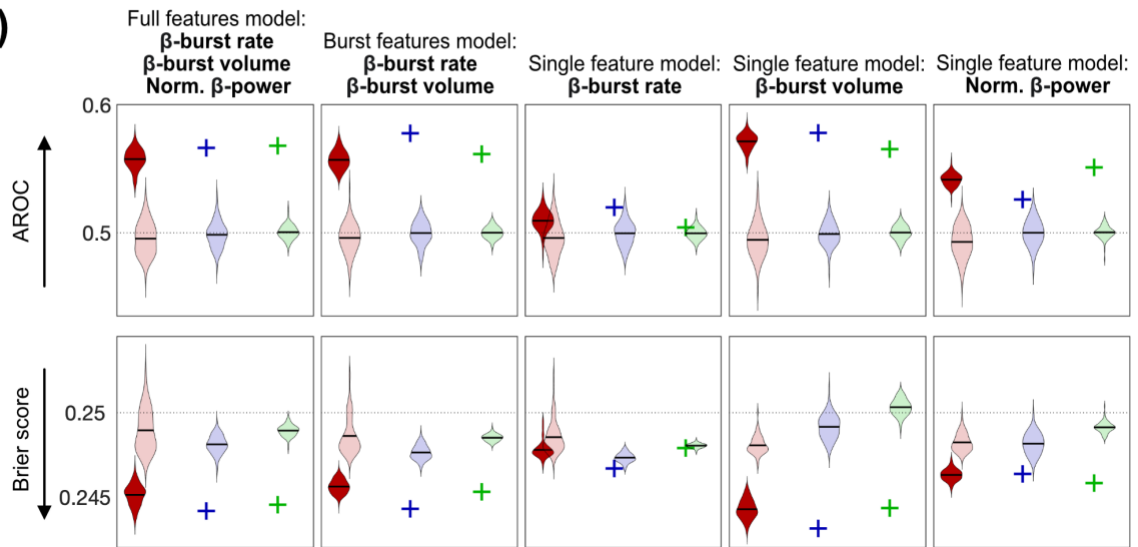 )
Full features model:
β-burst rate
β-burst volume
Norm. β-power
Burst features model:
β-burst rate
β-burst volume
Single feature model:
β-burst rate
Single feature model:
β-burst volume
Single feature model:
Norm. β-power
0.6
0.5
AROC
0.25
0.245
Brier score